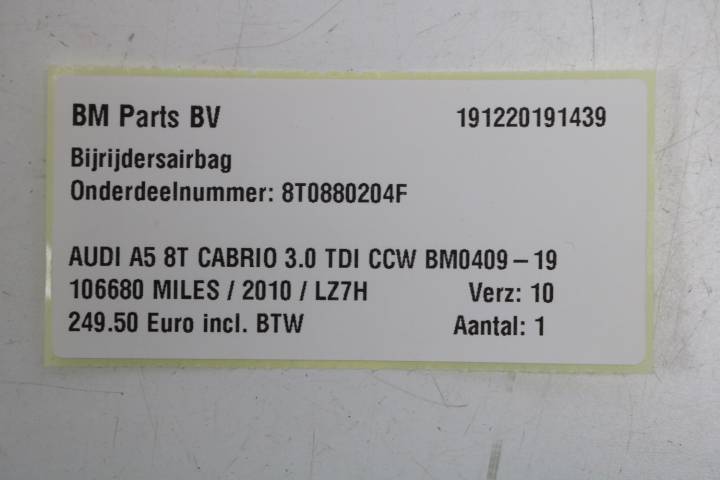 BM Parts BV 191220191439
Bijrijdersairbag
Onderdeelnummer: 8T0880204F
AUDI A5 8T CABRIO 3.0 TDI CCW BM0409-19
106680 MILES / 2010 / LZ7H Verz: 10
249.50 Euro incl. BTW Aantal: 1